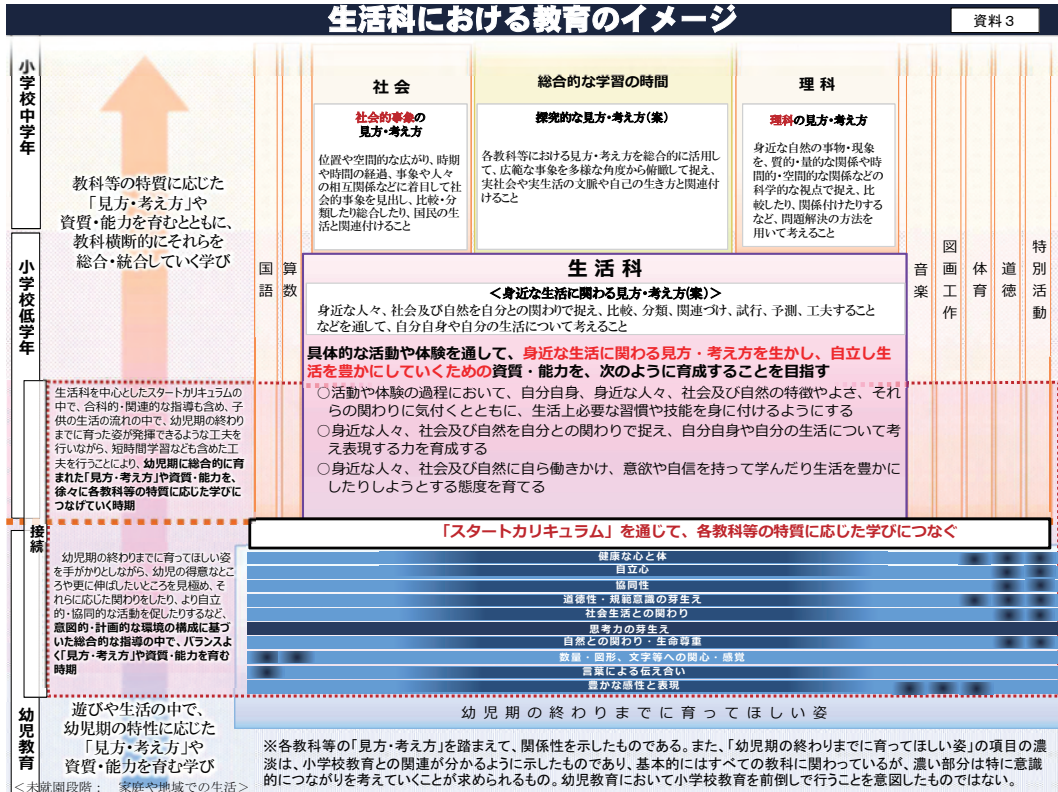 生活科における教育のイメージ
資料3
小学校中学年
社会
総合的な学習の時間
理科
社会的事象の
見方・考え方
位置や空間的な広がり、時期
や時間の経過、事象や人々
の相互関係などに着目して社
会的事象を見出し、比較・分
類したり総合したり、国民の生
活と関連付けること
探究的な見方・考え方(案)
各教科等における見方・考え方を総合的に活用し
て、広範な事象を多様な角度から俯瞰して捉え、
実社会や実生活の文脈や自己の生き方と関連付
けること
理科の見方・考え方
身近な自然の事物・現象
を、質的・量的な関係や時
間的・空間的な関係などの
科学的な視点で捉え、比
較したり、関係付けたりする
など、問題解決の方法を
用いて考えること
教科等の特質に応じた
「見方・考え方」や
資質・能力を育むとともに、
教科横断的にそれらを
総合・統合していく学び
小学校低学年
国語
算数
生活科
音楽
図画工作
体育
道徳
特別活動
<身近な生活に関わる見方・考え方(案)>
身近な人々、社会及び自然を自分との関わりで捉え、比較、分類、関連づけ、試行、予測、工夫すること
などを通して、自分自身や自分の生活について考えること
具体的な活動や体験を通して、身近な生活に関わる見方・考え方を生かし、自立し生
活を豊かにしていくための資質・能力を、次のように育成することを目指す
○活動や体験の過程において、自分自身、身近な人々、社会及び自然の特徴やよさ、それ
らの関わりに気付くとともに、生活上必要な習慣や技能を身に付けるようにする
○身近な人々、社会及び自然を自分との関わりで捉え、自分自身や自分の生活について考
え表現する力を育成する
○身近な人々、社会及び自然に自ら働きかけ、意欲や自信を持って学んだり生活を豊かに
したりしようとする態度を育てる
生活科を中心としたスタートカリキュラムの
中で、合科的・関連的な指導も含め、子
供の生活の流れの中で、幼児期の終わり
までに育った姿が発揮できるような工夫を
行いながら、短時間学習なども含めた工
夫を行うことにより、幼児期に総合的に育
まれた「見方・考え方」や資質・能力を、
徐々に各教科等の特質に応じた学びに
つなげていく時期
接続
「スタートカリキュラム」を通じて、各教科等の特質に応じた学びにつなぐ
幼児期の終わりまでに育ってほしい姿
を手がかりとしながら、幼児の得意なとこ
ろや更に伸ばしたいところを見極め、そ
れらに応じた関わりをしたり、より自立
的・協同的な活動を促したりするなど、
意図的・計画的な環境の構成に基づ
いた総合的な指導の中で、バランスよ
く「見方・考え方」や資質・能力を育む
時期
健康な心と体
自立心
協同性
道徳性・規範意識の芽生え
社会生活との関わり
思考力の芽生え
自然との関わり・生命尊重
数量・図形、文字等への関心・感覚
言葉による伝え合い
豊かな感性と表現
幼児期の終わりまでに育ってほしい姿
幼児教育
遊びや生活の中で、
幼児期の特性に応じた
「見方・考え方」や
資質・能力を育む学び
<未就園段階: 家庭や地域での生活>
※各教科等の「見方・考え方」を踏まえて、関係性を示したものである。また、「幼児期の終わりまでに育ってほしい姿」の項目の濃
淡は、小学校教育との関連が分かるように示したものであり、基本的にはすべての教科に関わっているが、濃い部分は特に意識
的につながりを考えていくことが求められるもの。幼児教育において小学校教育を前倒しで行うことを意図したものではない。